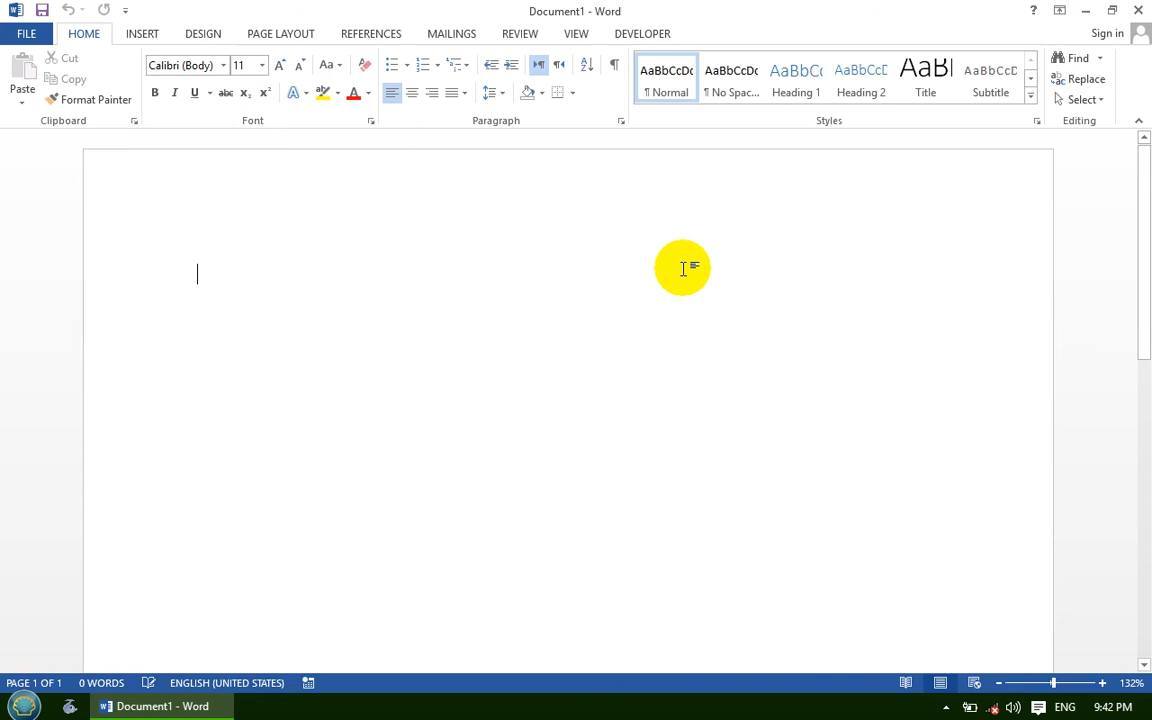 Document1 - Word
?
Sign in
FILE HOME INSERT DESIGN PAGE LAYOUT REFERENCES MAILINGS REVIEW VIEW DEVELOPER
Paste
Cut
Copy
Format Painter
Clipboard
Calibri (Body) 11
Aa
B I U abc x₂ x²
A
A
Font
Paragraph
AaBbCcDc
¶ Normal
AaBbCcDc
¶ No Spac...
AaBbCc
Heading 1
AaBbCcD
Heading 2
AaBl
Title
AaBbCcD
Subtitle
Styles
Find
Replace
Select
Editing
PAGE 1 OF 1 0 WORDS ENGLISH (UNITED STATES) 132%
Document1 - Word ENG 9:42 PM